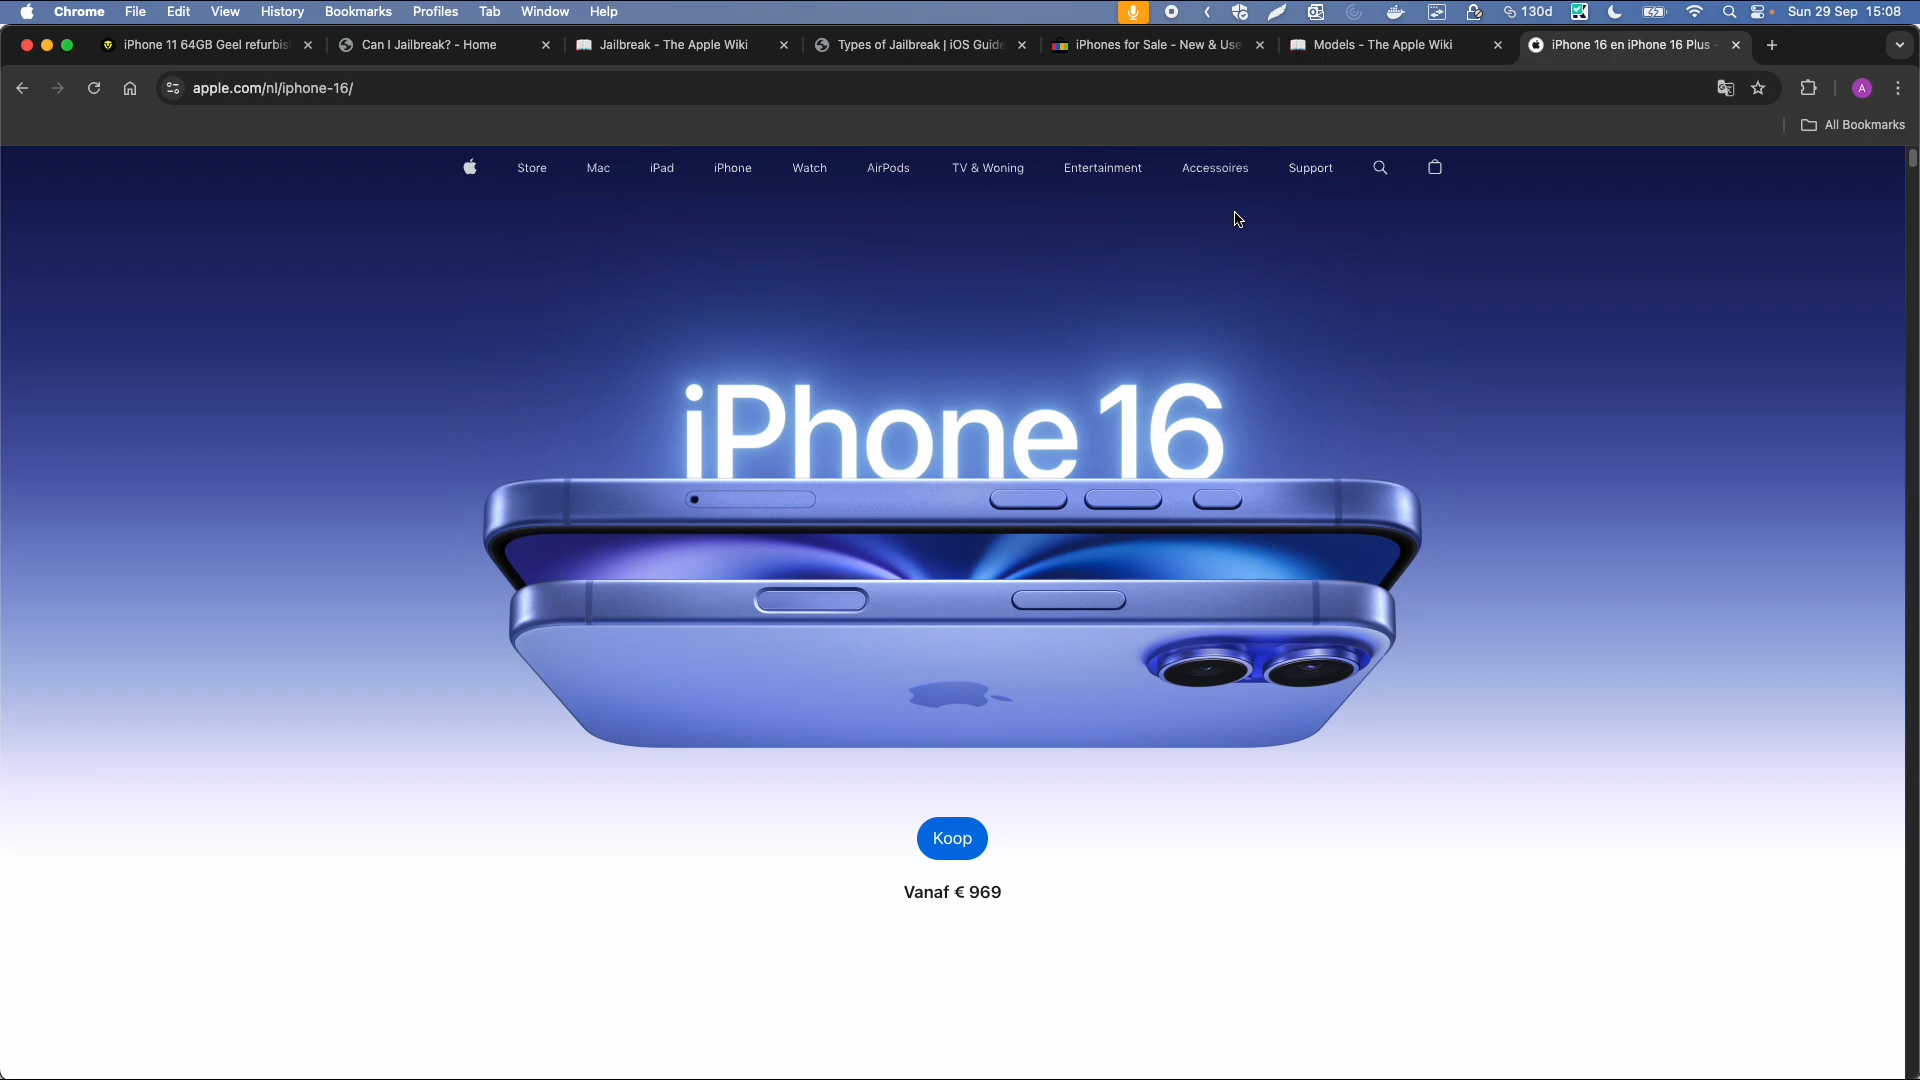 Chrome File Edit View History Bookmarks Profiles Tab Window Help 130d Sun 29 Sep 15:08
iPhone 11 64GB Geel refurbis Can I Jailbreak? - Home Jailbreak - The Apple Wiki Types of Jailbreak | iOS Guide iPhones for Sale - New & Use Models - The Apple Wiki iPhone 16 en iPhone 16 Plus -
apple.com/nl/iphone-16/ A
All Bookmarks
Store Mac iPad iPhone Watch AirPods TV & Woning Entertainment Accessoires Support
iPhone 16
Koop
Vanaf € 969